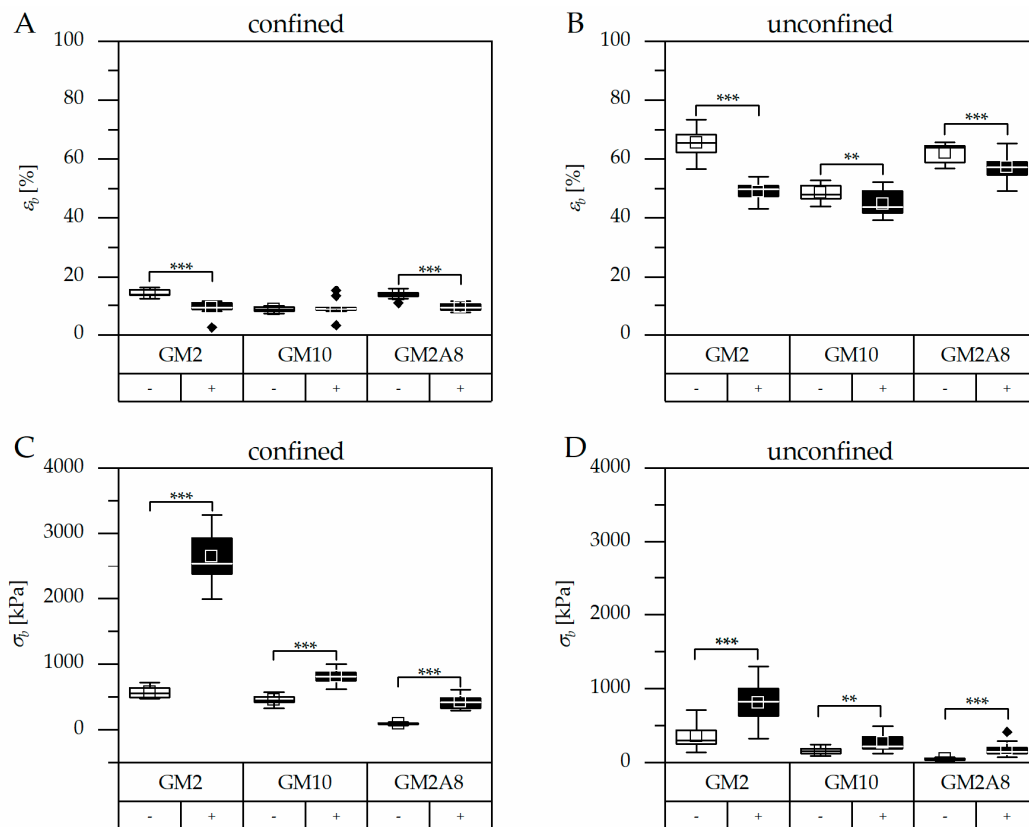 A confined
B unconfined
100
80
60
40
20
0
εb [%]
***
***
GM2 GM10 GM2A8
- + - + - +
100
80
60
40
20
0
εb [%]
***
**
***
GM2 GM10 GM2A8
- + - + - +
C confined
D unconfined
4000
3000
2000
1000
0
σb [kPa]
***
***
***
GM2 GM10 GM2A8
- + - + - +
4000
3000
2000
1000
0
σb [kPa]
***
**
***
GM2 GM10 GM2A8
- + - + - +